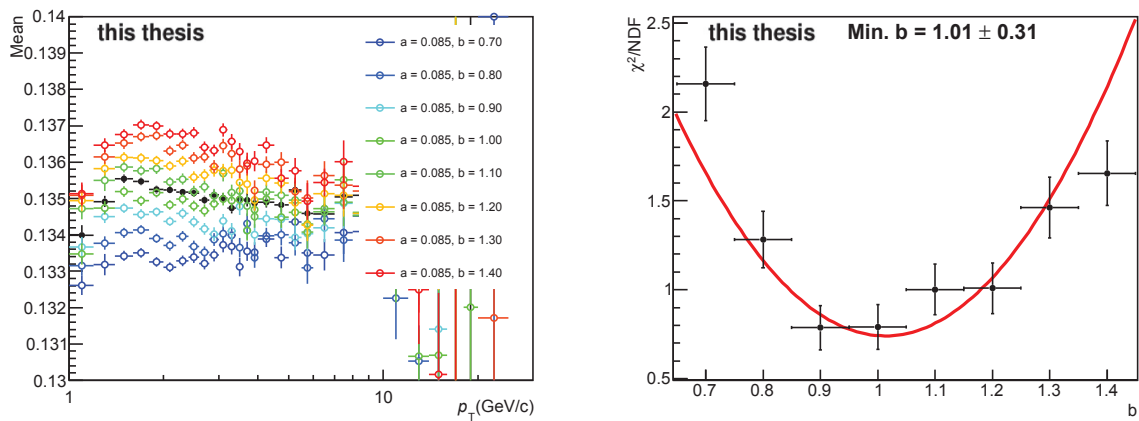 Mean
0.14
0.139
0.138
0.137
0.136
0.135
0.134
0.133
0.132
0.131
0.13
this thesis
a = 0.085, b = 0.70
a = 0.085, b = 0.80
a = 0.085, b = 0.90
a = 0.085, b = 1.00
a = 0.085, b = 1.10
a = 0.085, b = 1.20
a = 0.085, b = 1.30
a = 0.085, b = 1.40
1 10
p_T(GeV/c)
χ²/NDF
2.5
2
1.5
1
0.5
this thesis Min. b = 1.01 ± 0.31
0.7 0.8 0.9 1 1.1 1.2 1.3 1.4
b